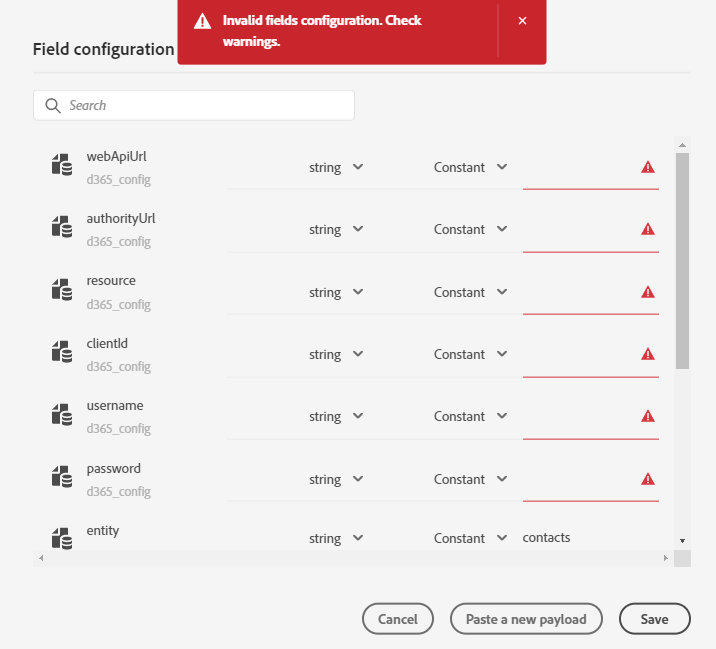 Invalid fields configuration. Check
warnings.
Field configuration
Search
webApiUrl
d365_config
string
Constant
authorityUrl
d365_config
string
Constant
resource
d365_config
string
Constant
clientId
d365_config
string
Constant
username
d365_config
string
Constant
password
d365_config
string
Constant
entity
string
Constant
contacts
Cancel
Paste a new payload
Save